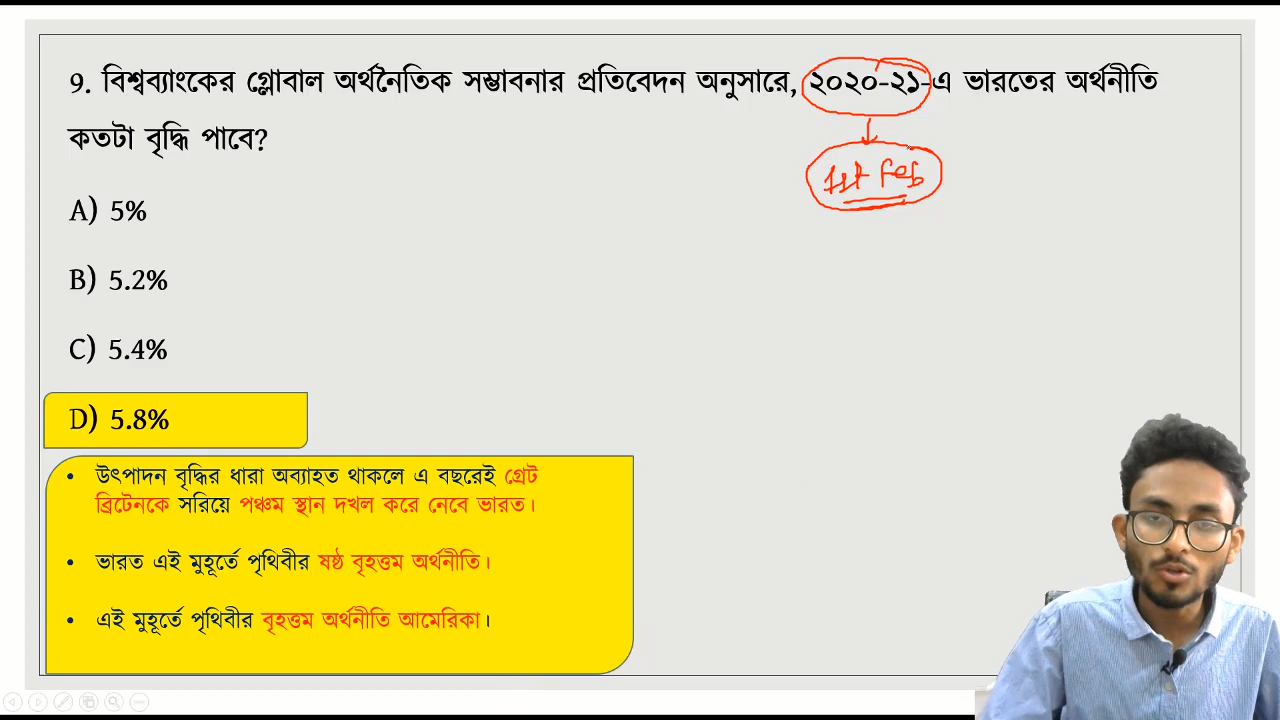 9. বিশ্বব্যাংকের গ্লোবাল অর্থনৈতিক সম্ভাবনার প্রতিবেদন অনুসারে, ২০২০-২১-এ ভারতের অর্থনীতি
কতটা বৃদ্ধি পাবে?
1st Feb
A) 5%
B) 5.2%
C) 5.4%
D) 5.8%
• উৎপাদন বৃদ্ধির ধারা অব্যাহত থাকলে এ বছরেই গ্রেট
ব্রিটেনকে সরিয়ে পঞ্চম স্থান দখল করে নেবে ভারত।
• ভারত এই মুহূর্তে পৃথিবীর ষষ্ঠ বৃহত্তম অর্থনীতি।
• এই মুহূর্তে পৃথিবীর বৃহত্তম অর্থনীতি আমেরিকা।